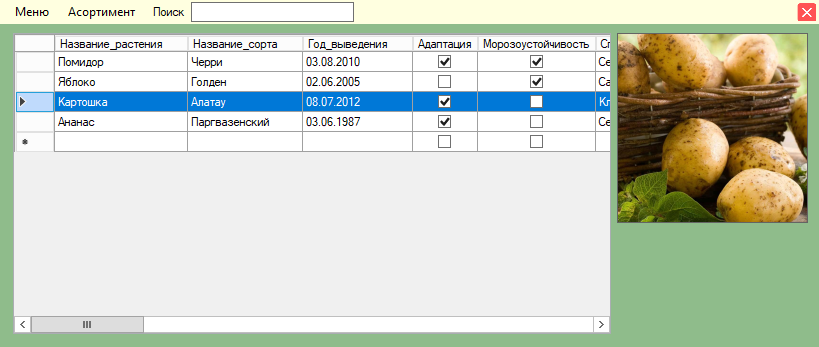 Меню Асортимент Поиск
Название_растения Название_сорта Год_выведения Адаптация Морозоустойчивость Сп
Помидор Черри 03.08.2010 Се
Яблоко Голден 02.06.2005 Са
Картошка Алатау 08.07.2012 Кл
Ананас Паргвазенский 03.06.1987 Се